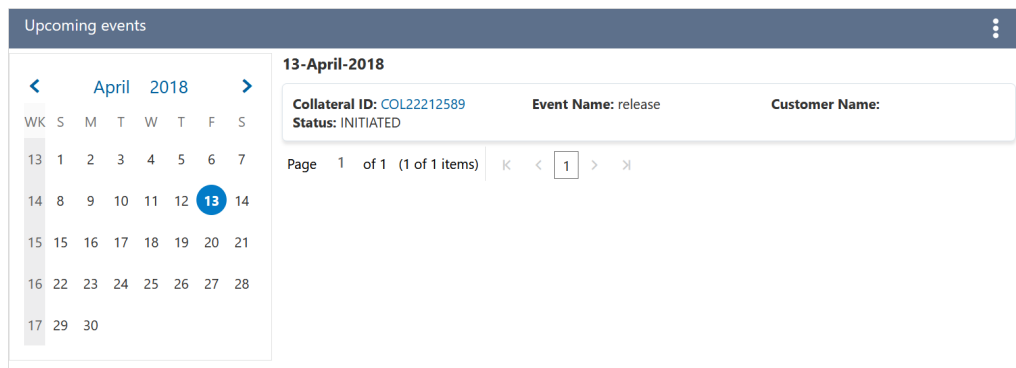 Upcoming events
April 2018
WK S M T W T F S
13 1 2 3 4 5 6 7
14 8 9 10 11 12 13 14
15 15 16 17 18 19 20 21
16 22 23 24 25 26 27 28
17 29 30
13-April-2018
Collateral ID: COL22212589 Event Name: release Customer Name:
Status: INITIATED
Page 1 of 1 (1 of 1 items) 1